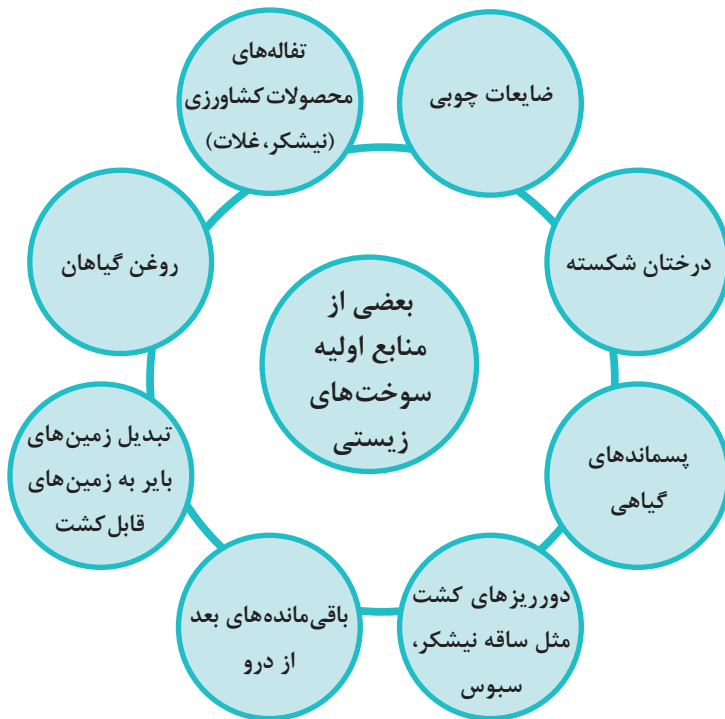 بعضی از
منابع اولیه
سوخت‌های
زیستی
ضایعات چوبی
درختان شکسته
پسماندهای
گیاهی
دورریزهای کشت
مثل ساقه نیشکر،
سبوس
باقی‌مانده‌های بعد
از درو
تبدیل زمین‌های
بایر به زمین‌های
قابل‌کشت
روغن گیاهان
تفاله‌های
محصولات کشاورزی
(نیشکر، غلات)